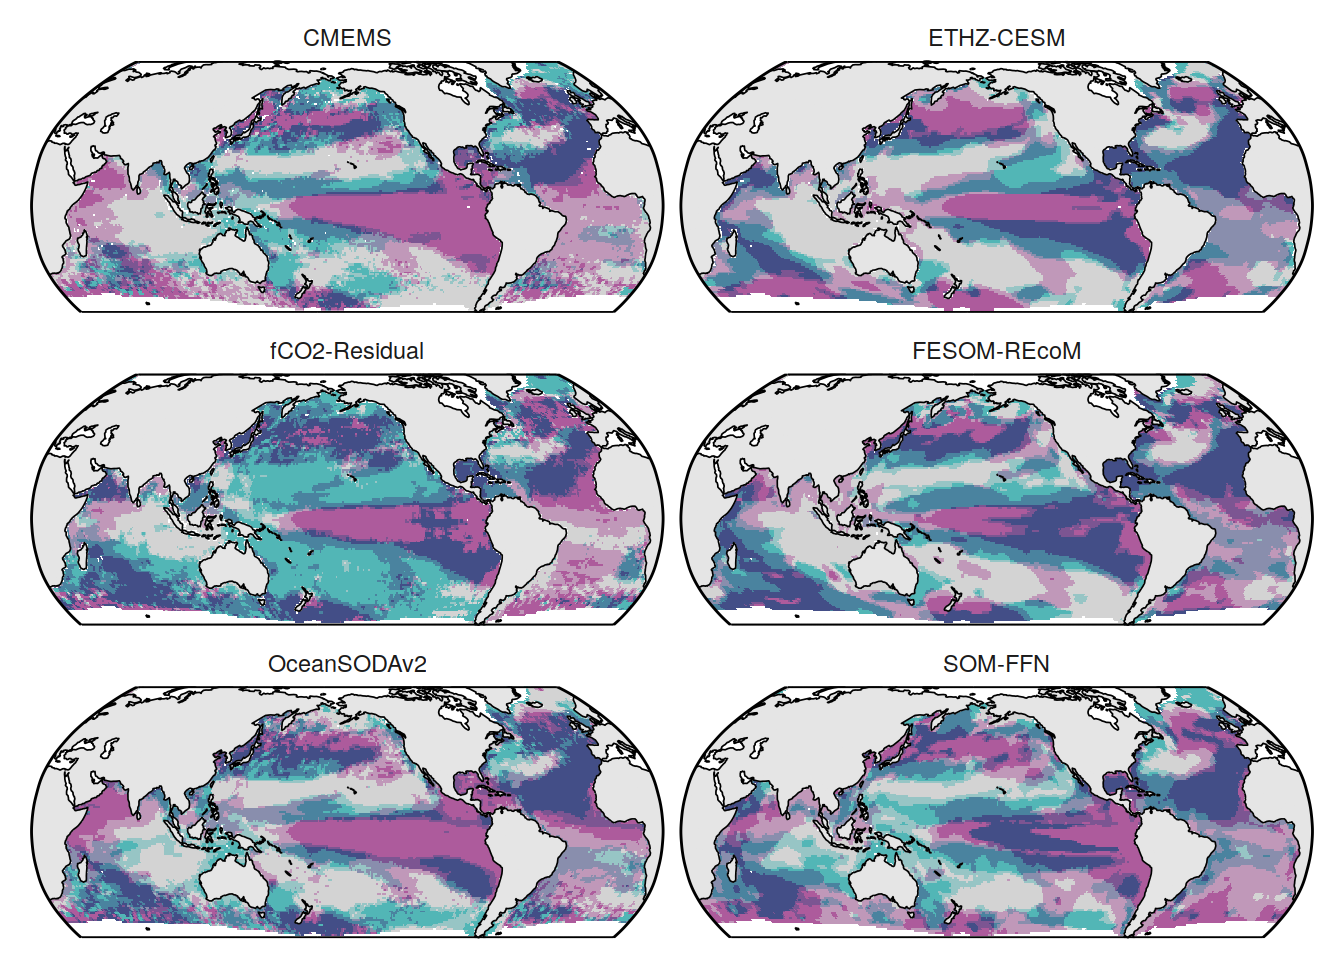 CMEMS
ETHZ-CESM
fCO2-Residual
FESOM-REcoM
OceanSODAv2
SOM-FFN